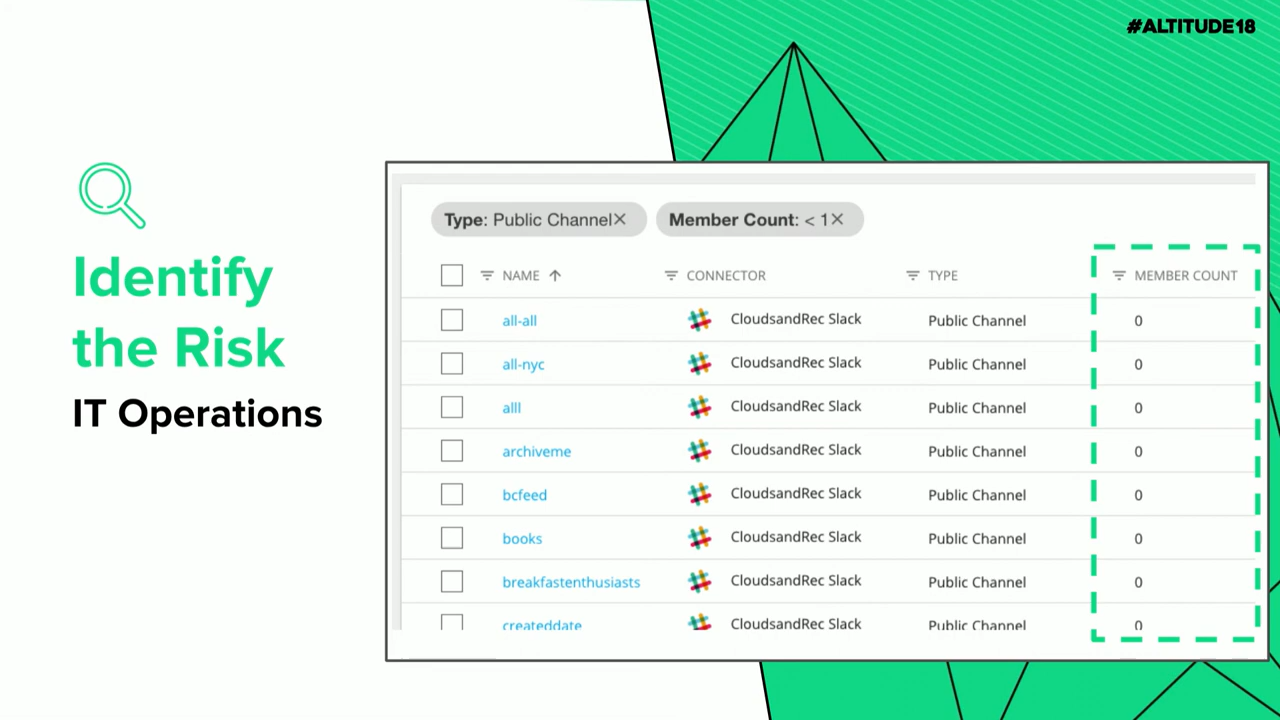 #ALTITUDE18
Identify
the Risk
IT Operations
Type: Public Channel× Member Count: < 1×
NAME ↑ CONNECTOR TYPE MEMBER COUNT
all-all CloudsandRec Slack Public Channel 0
all-nyc CloudsandRec Slack Public Channel 0
alll CloudsandRec Slack Public Channel 0
archiveme CloudsandRec Slack Public Channel 0
bcfeed CloudsandRec Slack Public Channel 0
books CloudsandRec Slack Public Channel 0
breakfastenthusiasts CloudsandRec Slack Public Channel 0
createddate CloudsandRec Slack Public Channel 0